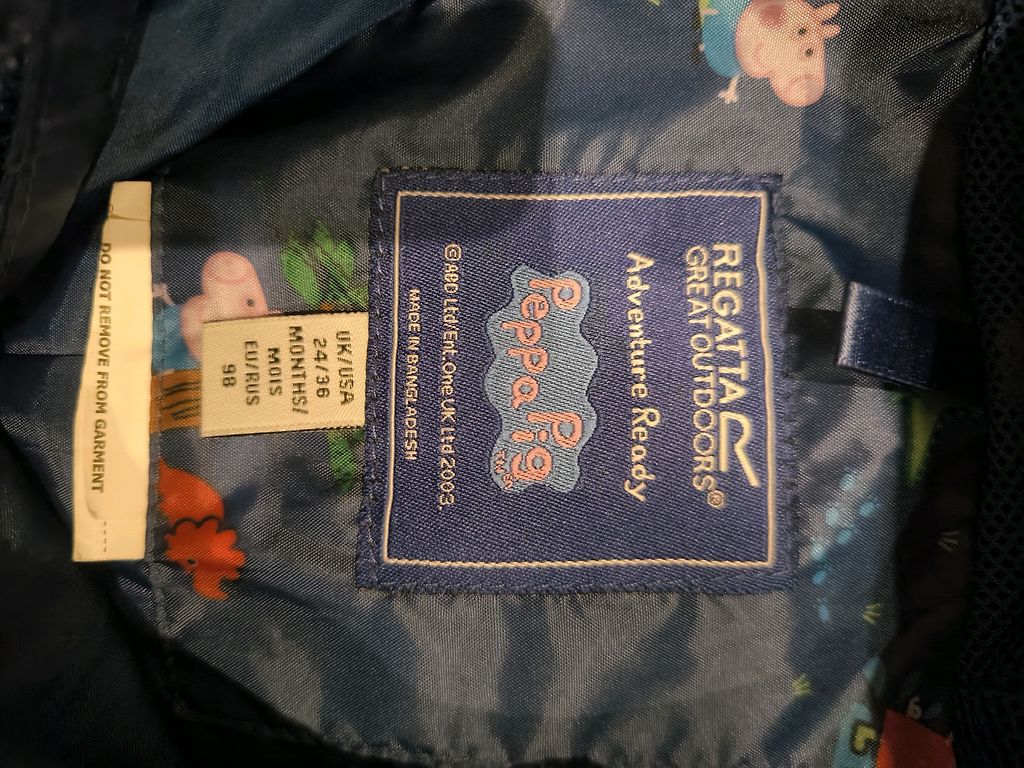 REGATTA
GREAT OUTDOORS®
Adventure Ready
Peppa Pig™
©ABD Ltd/Ent. One UK Ltd 2003.
MADE IN BANGLADESH
UK/USA
24/36
MONTHS/
MOIS
EU/RUS
98
DO NOT REMOVE FROM GARMENT